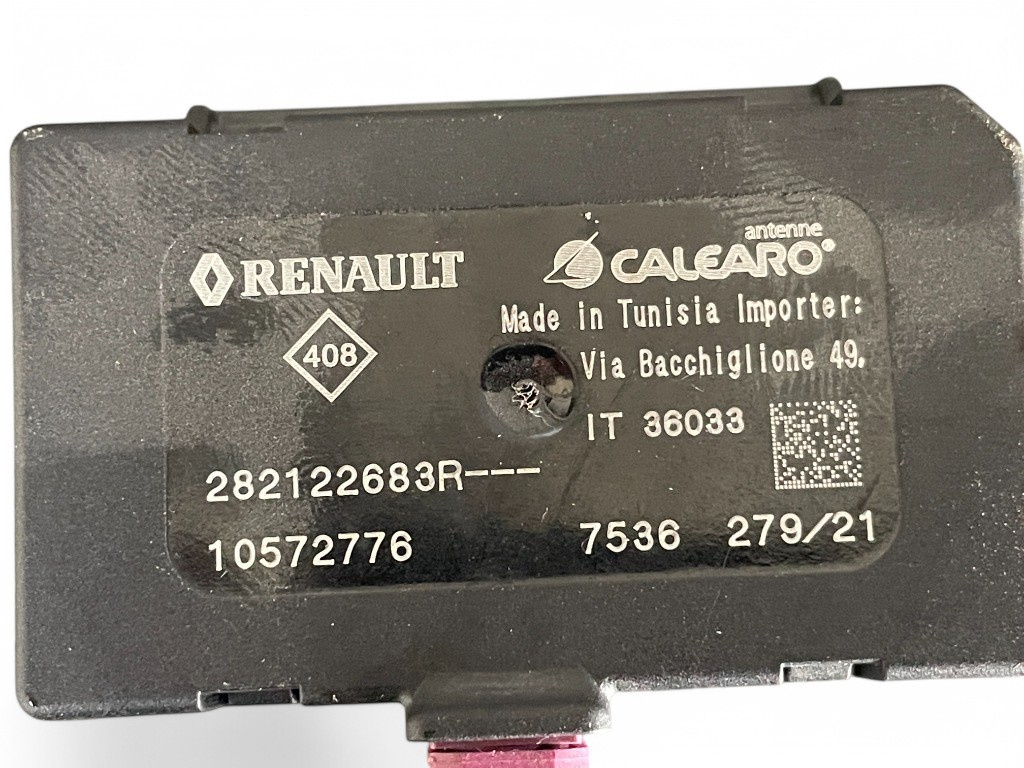 RENAULT
antenne
CALEARO®
408
Made in Tunisia Importer:
Via Bacchiglione 49.
IT 36033
282122683R---
10572776 7536 279/21